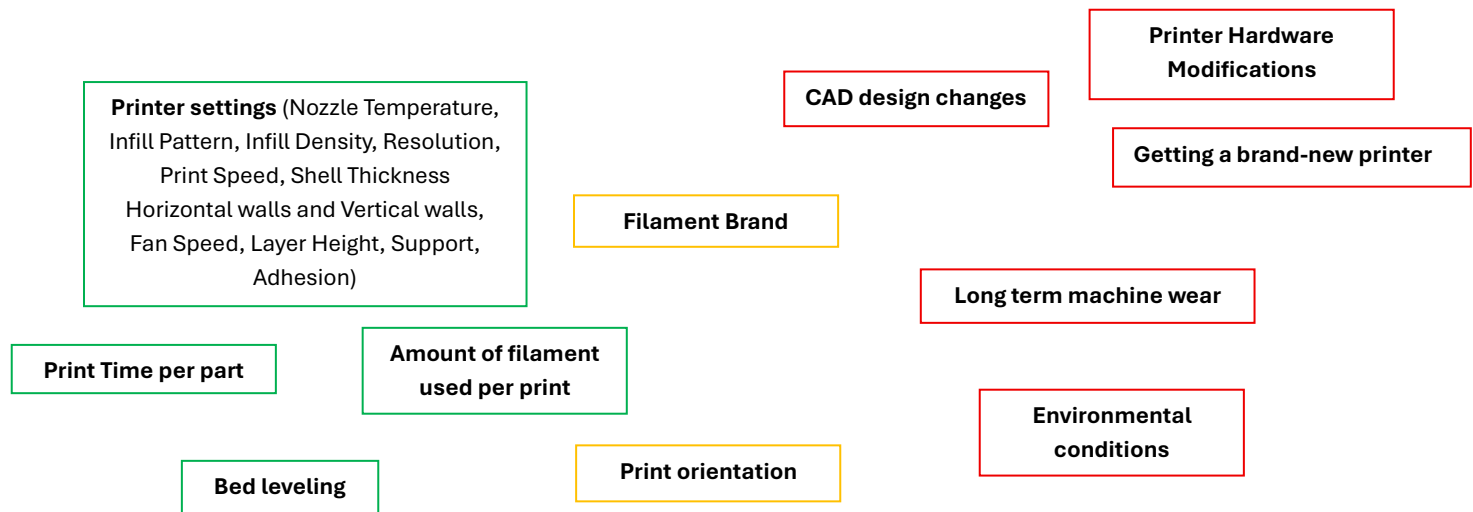 Printer Hardware
Modifications
CAD design changes
Printer settings (Nozzle Temperature,
Infill Pattern, Infill Density, Resolution,
Print Speed, Shell Thickness
Horizontal walls and Vertical walls,
Fan Speed, Layer Height, Support,
Adhesion)
Getting a brand-new printer
Filament Brand
Long term machine wear
Print Time per part
Amount of filament
used per print
Environmental
conditions
Print orientation
Bed leveling